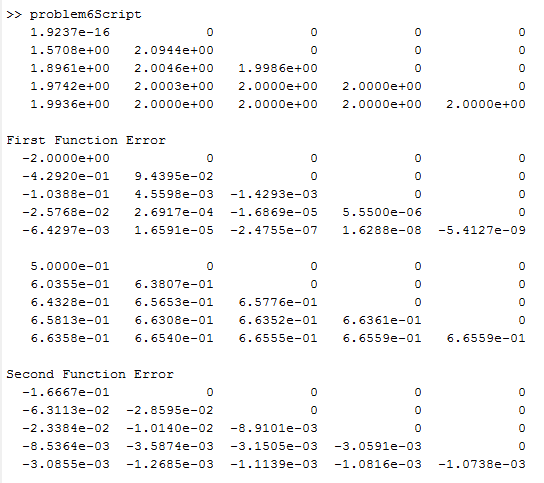 >> problem6Script
1.9237e-16 0 0 0 0
1.5708e+00 2.0944e+00 0 0 0
1.8961e+00 2.0046e+00 1.9986e+00 0 0
1.9742e+00 2.0003e+00 2.0000e+00 2.0000e+00 0
1.9936e+00 2.0000e+00 2.0000e+00 2.0000e+00 2.0000e+00
First Function Error
-2.0000e+00 0 0 0 0
-4.2920e-01 9.4395e-02 0 0 0
-1.0388e-01 4.5598e-03 -1.4293e-03 0 0
-2.5768e-02 2.6917e-04 -1.6869e-05 5.5500e-06 0
-6.4297e-03 1.6591e-05 -2.4755e-07 1.6288e-08 -5.4127e-09
5.0000e-01 0 0 0 0
6.0355e-01 6.3807e-01 0 0 0
6.4328e-01 6.5653e-01 6.5776e-01 0 0
6.5813e-01 6.6308e-01 6.6352e-01 6.6361e-01 0
6.6358e-01 6.6540e-01 6.6555e-01 6.6559e-01 6.6559e-01
Second Function Error
-1.6667e-01 0 0 0 0
-6.3113e-02 -2.8595e-02 0 0 0
-2.3384e-02 -1.0140e-02 -8.9101e-03 0 0
-8.5364e-03 -3.5874e-03 -3.1505e-03 -3.0591e-03 0
-3.0855e-03 -1.2685e-03 -1.1139e-03 -1.0816e-03 -1.0738e-03